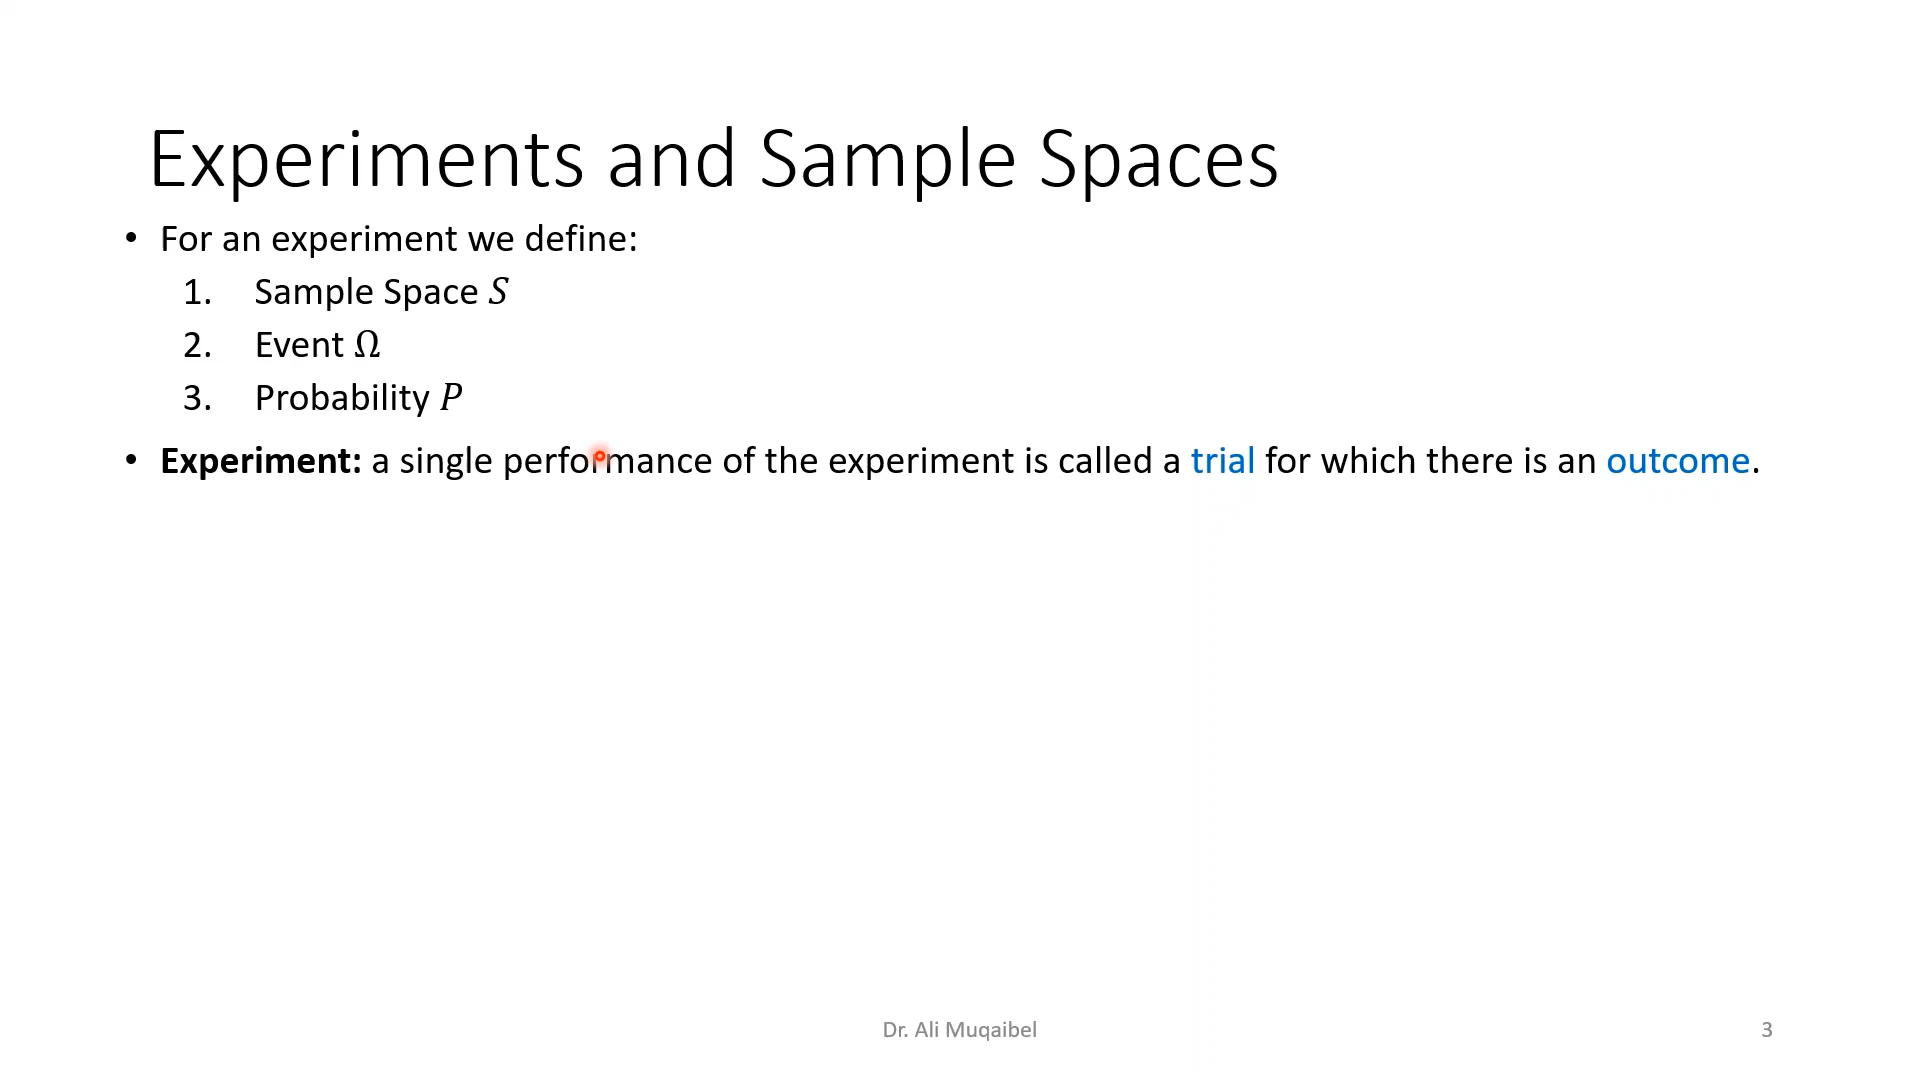 Experiments and Sample Spaces
• For an experiment we define:
1. Sample Space S
2. Event Ω
3. Probability P
• Experiment: a single performance of the experiment is called a trial for which there is an outcome.
Dr. Ali Muqaibel 3